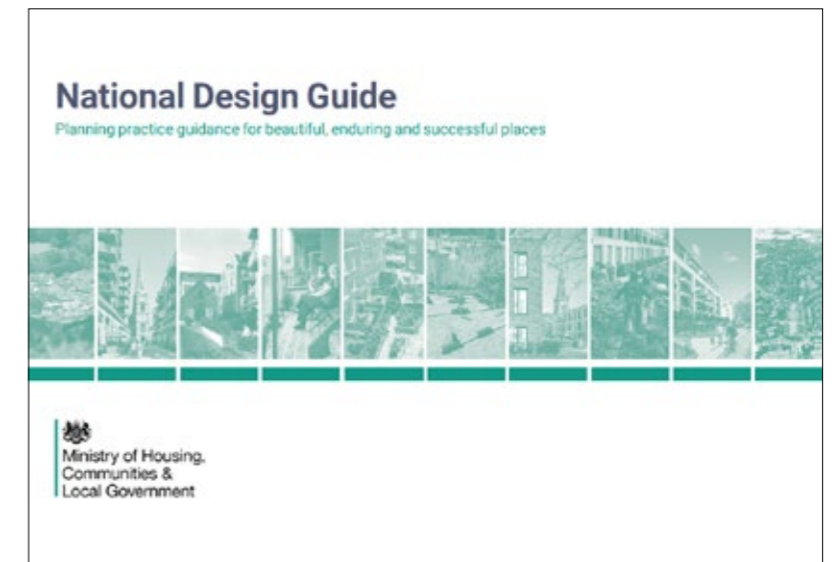 National Design Guide
Planning practice guidance for beautiful, enduring and successful places
Ministry of Housing,
Communities &
Local Government